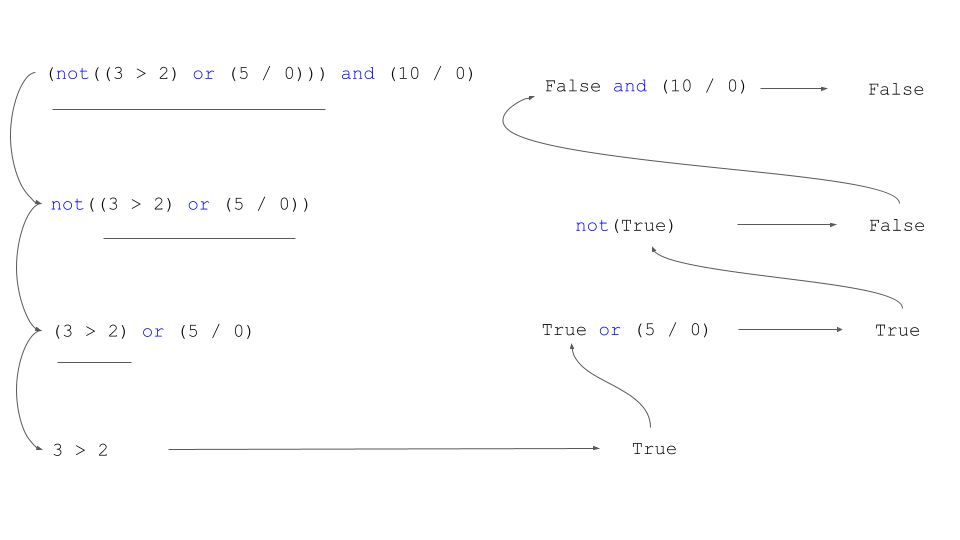 (not((3 > 2) or (5 / 0))) and (10 / 0)
False and (10 / 0)
False
not((3 > 2) or (5 / 0))
not(True)
False
(3 > 2) or (5 / 0)
True or (5 / 0)
True
3 > 2
True